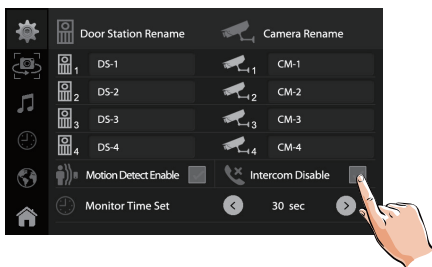 Door Station Rename Camera Rename
1 DS-1 1 CM-1
2 DS-2 2 CM-2
3 DS-3 3 CM-3
4 DS-4 4 CM-4
Motion Detect Enable Intercom Disable
Monitor Time Set < 30 sec >